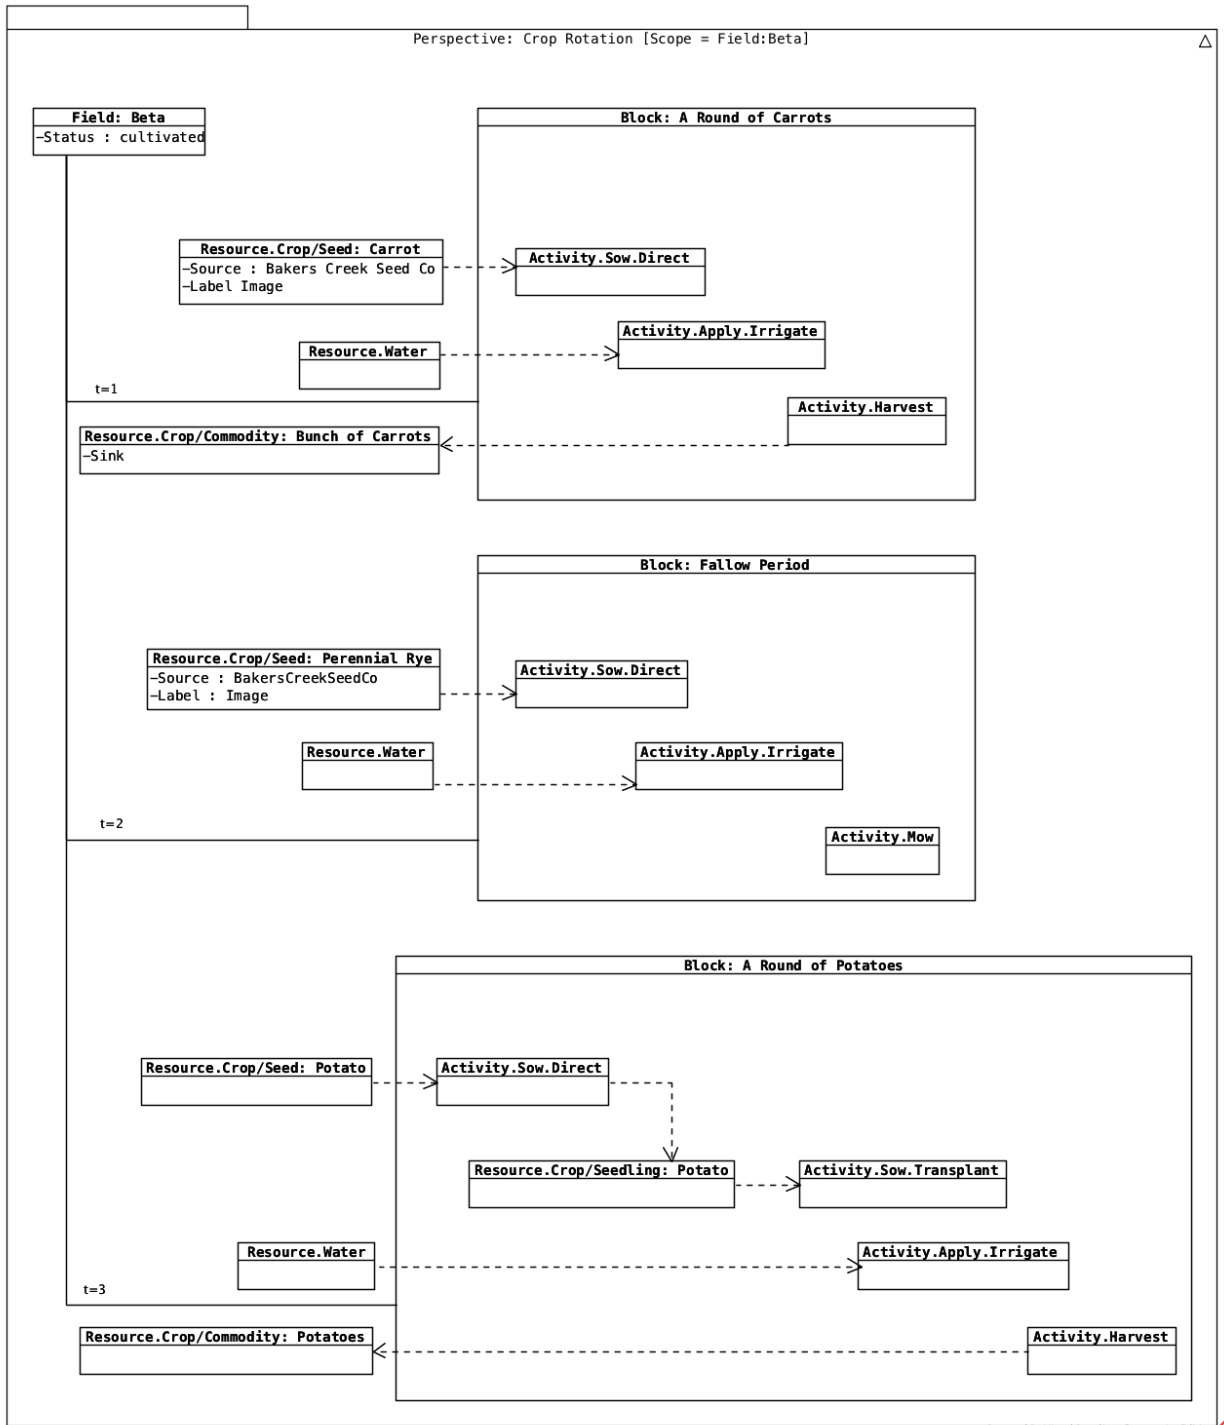 Perspective: Crop Rotation [Scope = Field:Beta]
Field: Beta
–Status : cultivated
Block: A Round of Carrots
Resource.Crop/Seed: Carrot
–Source : Bakers Creek Seed Co
–Label Image
Activity.Sow.Direct
Activity.Apply.Irrigate
Resource.Water
t=1
Activity.Harvest
Resource.Crop/Commodity: Bunch of Carrots
–Sink
Block: Fallow Period
Resource.Crop/Seed: Perennial Rye
–Source : BakersCreekSeedCo
–Label : Image
Activity.Sow.Direct
Resource.Water
Activity.Apply.Irrigate
t=2
Activity.Mow
Block: A Round of Potatoes
Resource.Crop/Seed: Potato
Activity.Sow.Direct
Resource.Crop/Seedling: Potato
Activity.Sow.Transplant
Resource.Water
Activity.Apply.Irrigate
t=3
Resource.Crop/Commodity: Potatoes
Activity.Harvest